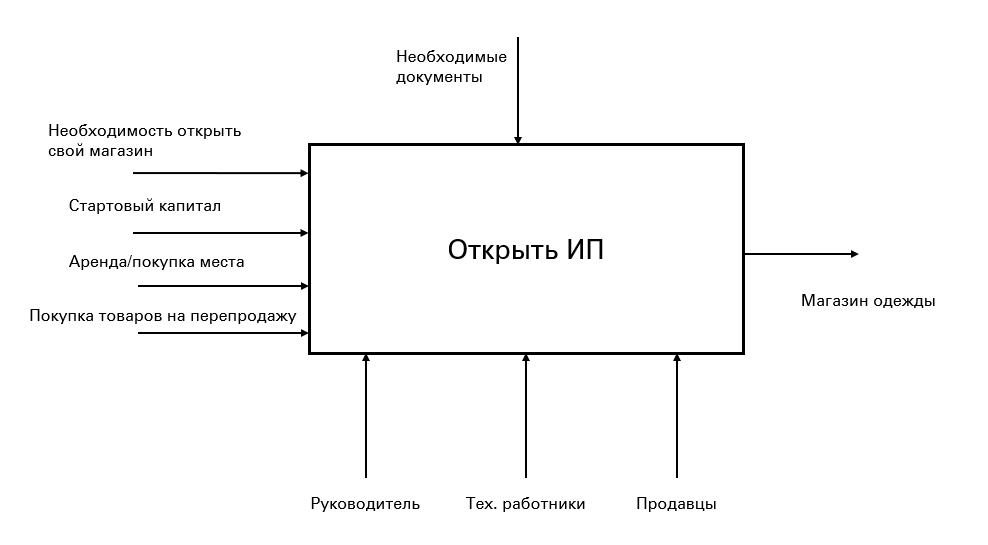 Необходимые
документы
Необходимость открыть
свой магазин
Стартовый капитал
Открыть ИП
Аренда/покупка места
Магазин одежды
Покупка товаров на перепродажу
Руководитель
Тех. работники
Продавцы